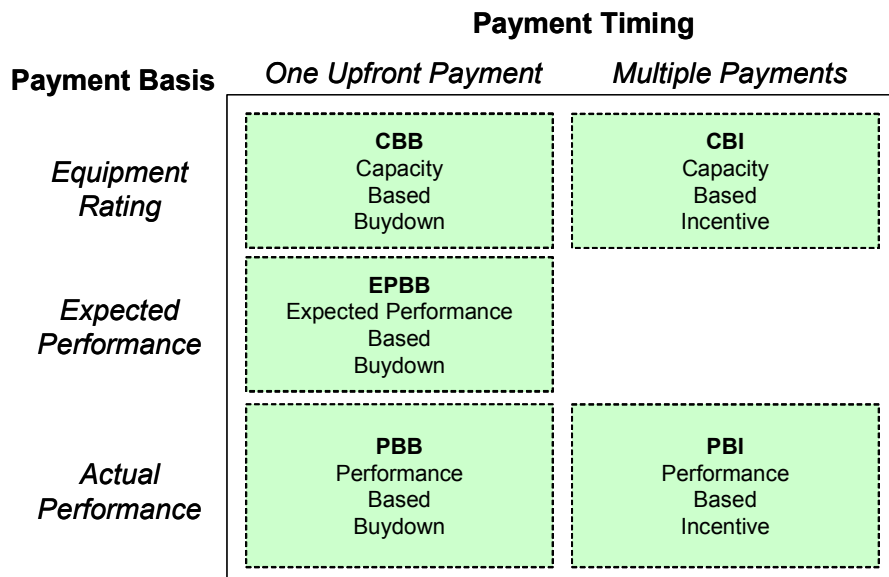 Payment Timing
Payment Basis
One Upfront Payment
Multiple Payments
Equipment
Rating
CBB
Capacity
Based
Buydown
CBI
Capacity
Based
Incentive
Expected
Performance
EPBB
Expected Performance
Based
Buydown
Actual
Performance
PBB
Performance
Based
Buydown
PBI
Performance
Based
Incentive